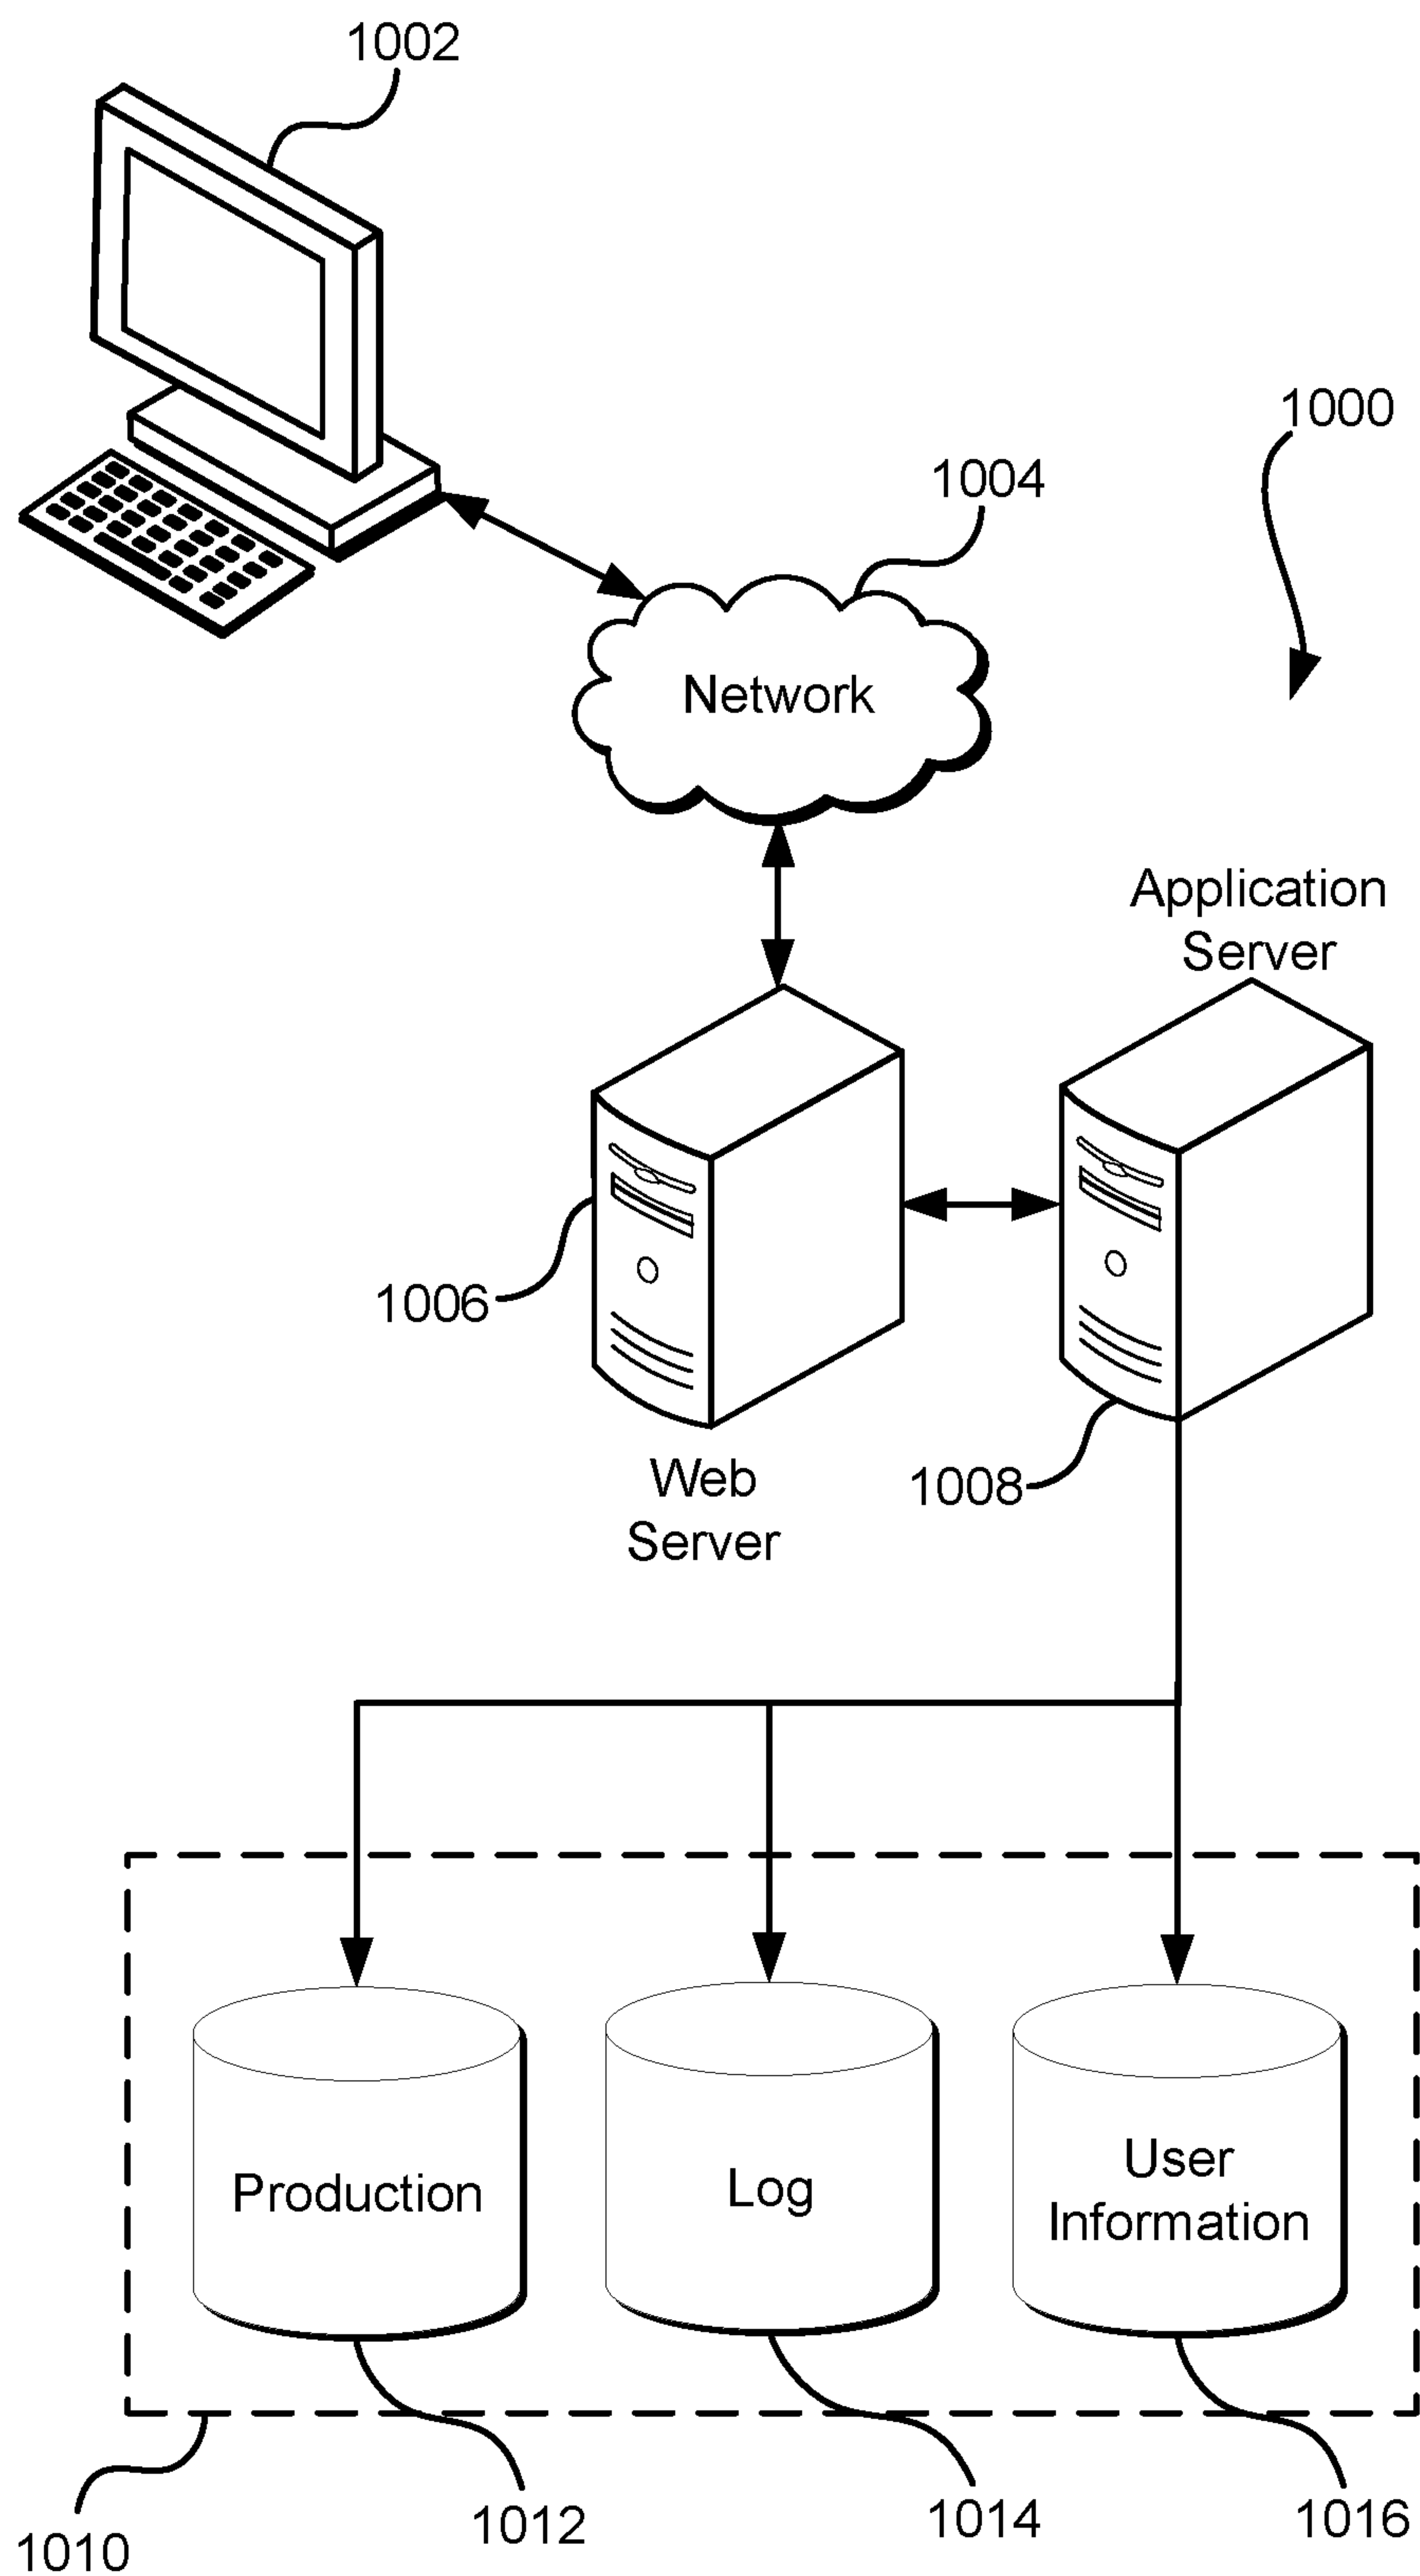 1002
1000
1004
Network
Application
Server
1006
Web
Server
1008
Production
Log
User
Information
1010
1012
1014
1016